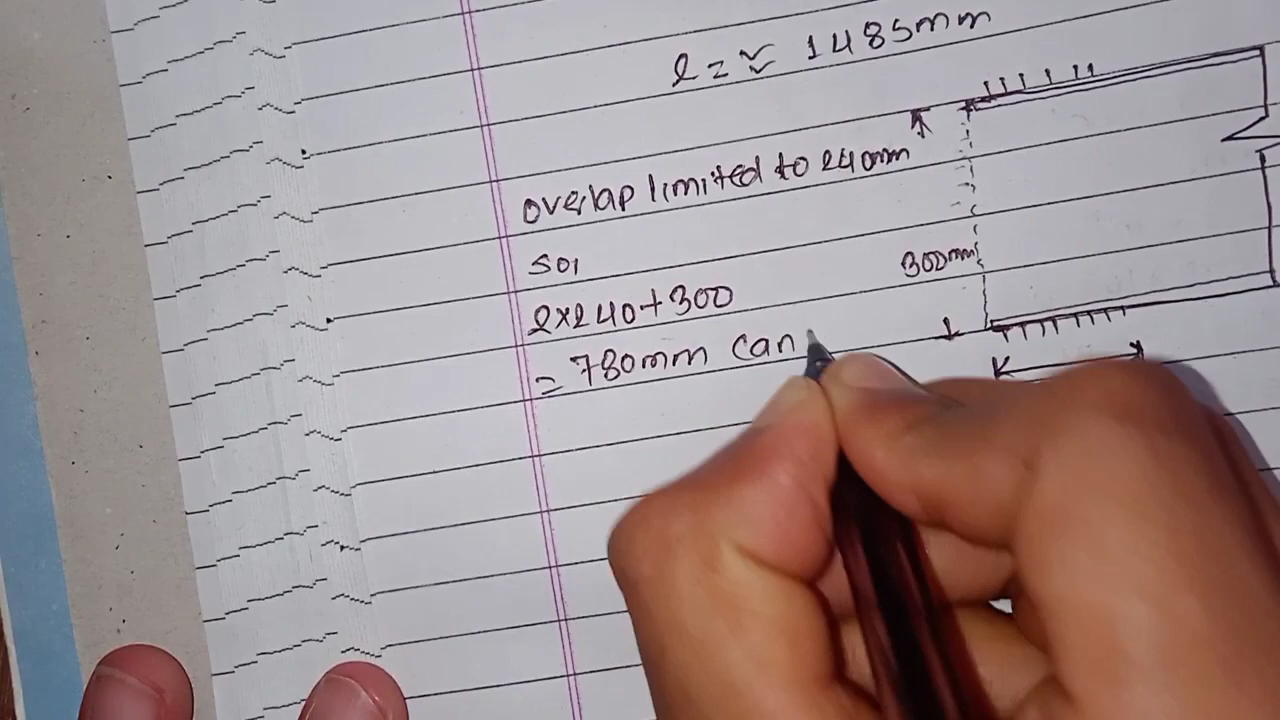 l = ≈ 1485mm
overlap limited to 240mm
so,
300mm
2×240+300
= 780mm can